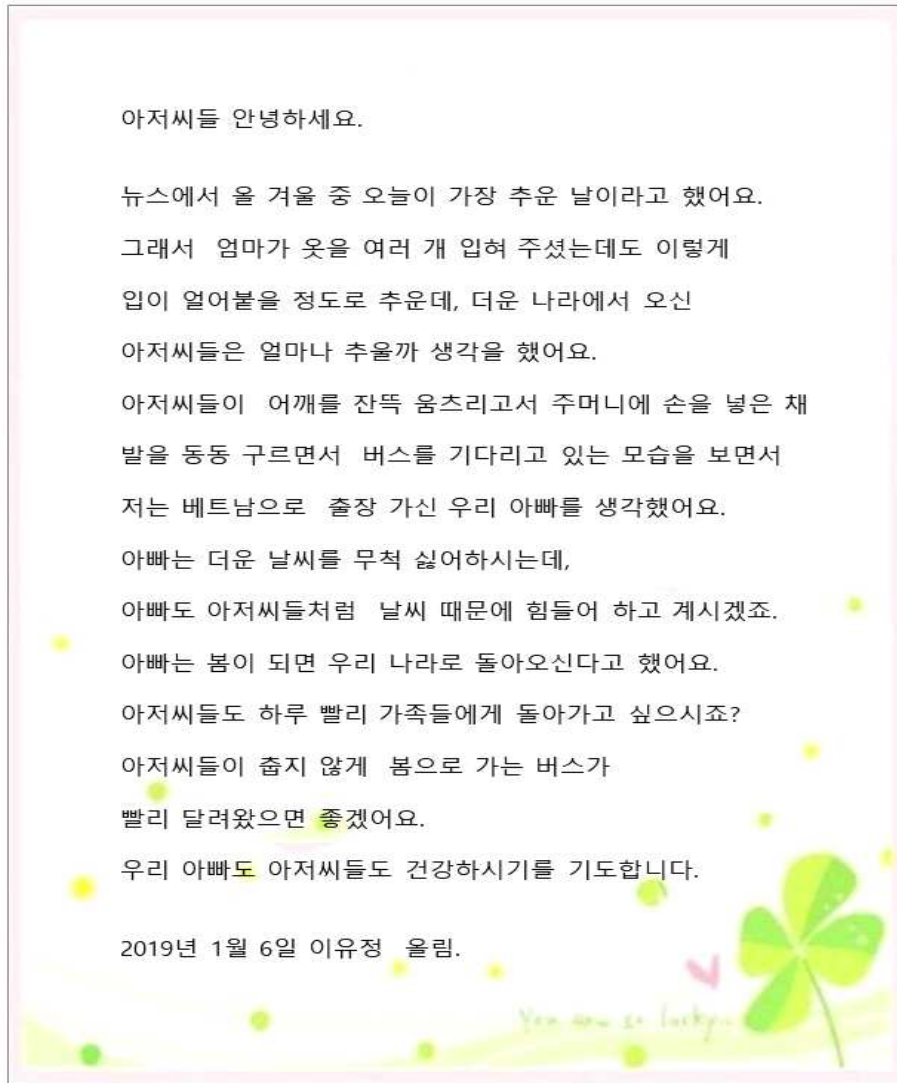 아저씨들 안녕하세요.
뉴스에서 올 겨울 중 오늘이 가장 추운 날이라고 했어요.
그래서 엄마가 옷을 여러 개 입혀 주셨는데도 이렇게
입이 얼어붙을 정도로 추운데, 더운 나라에서 오신
아저씨들은 얼마나 추울까 생각을 했어요.
아저씨들이 어깨를 잔뜩 움츠리고서 주머니에 손을 넣은 채
발을 동동 구르면서 버스를 기다리고 있는 모습을 보면서
저는 베트남으로 출장 가신 우리 아빠를 생각했어요.
아빠는 더운 날씨를 무척 싫어하시는데,
아빠도 아저씨들처럼 날씨 때문에 힘들어 하고 계시겠죠.
아빠는 봄이 되면 우리 나라로 돌아오신다고 했어요.
아저씨들도 하루 빨리 가족들에게 돌아가고 싶으시죠?
아저씨들이 춥지 않게 봄으로 가는 버스가
빨리 달려왔으면 좋겠어요.
우리 아빠도 아저씨들도 건강하시기를 기도합니다.
2019년 1월 6일 이유정 올림.
You are so lucky..